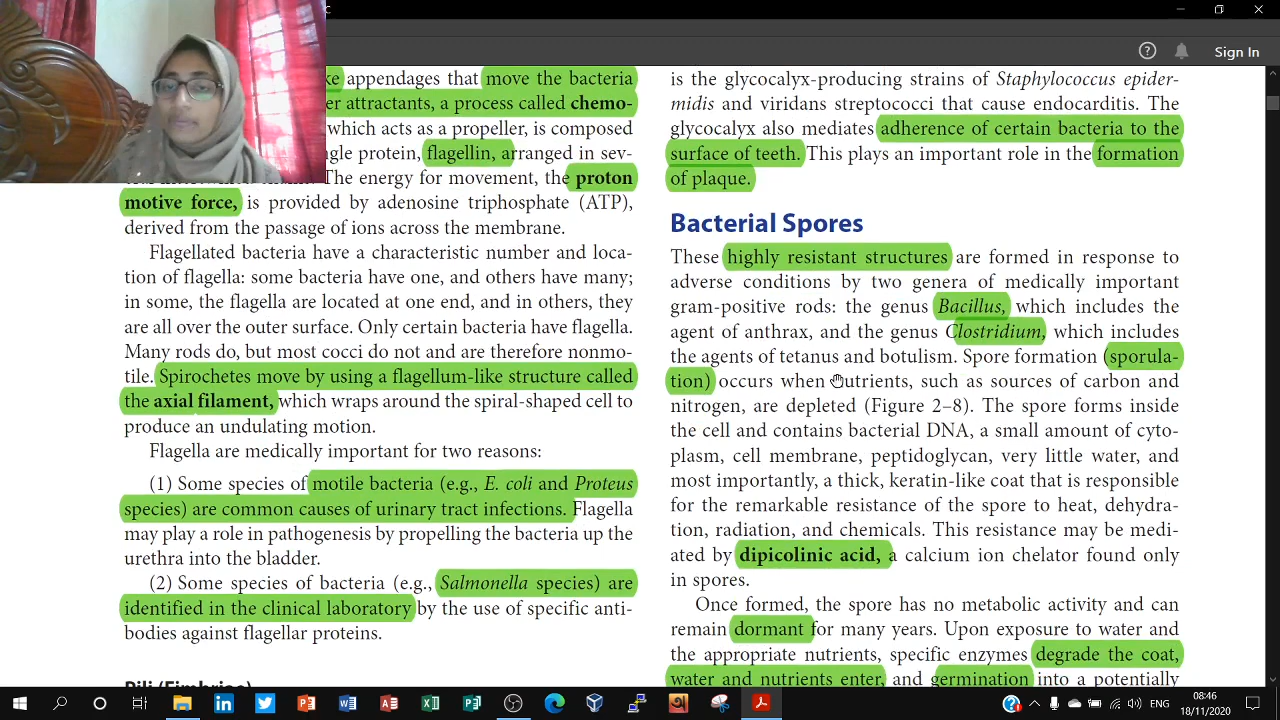 Sign In
ke appendages that move the bacteria
er attractants, a process called chemo-
which acts as a propeller, is composed
gle protein, flagellin, arranged in sev-
The energy for movement, the proton
motive force, is provided by adenosine triphosphate (ATP),
derived from the passage of ions across the membrane.
Flagellated bacteria have a characteristic number and loca-
tion of flagella: some bacteria have one, and others have many;
in some, the flagella are located at one end, and in others, they
are all over the outer surface. Only certain bacteria have flagella.
Many rods do, but most cocci do not and are therefore nonmo-
tile. Spirochetes move by using a flagellum-like structure called
the axial filament, which wraps around the spiral-shaped cell to
produce an undulating motion.
Flagella are medically important for two reasons:
(1) Some species of motile bacteria (e.g., E. coli and Proteus
species) are common causes of urinary tract infections. Flagella
may play a role in pathogenesis by propelling the bacteria up the
urethra into the bladder.
(2) Some species of bacteria (e.g., Salmonella species) are
identified in the clinical laboratory by the use of specific anti-
bodies against flagellar proteins.
Pili (Fimbriae)
is the glycocalyx-producing strains of Staphylococcus epider-
midis and viridans streptococci that cause endocarditis. The
glycocalyx also mediates adherence of certain bacteria to the
surface of teeth. This plays an important role in the formation
of plaque.
Bacterial Spores
These highly resistant structures are formed in response to
adverse conditions by two genera of medically important
gram-positive rods: the genus Bacillus, which includes the
agent of anthrax, and the genus Clostridium, which includes
the agents of tetanus and botulism. Spore formation (sporula-
tion) occurs when nutrients, such as sources of carbon and
nitrogen, are depleted (Figure 2–8). The spore forms inside
the cell and contains bacterial DNA, a small amount of cyto-
plasm, cell membrane, peptidoglycan, very little water, and
most importantly, a thick, keratin-like coat that is responsible
for the remarkable resistance of the spore to heat, dehydra-
tion, radiation, and chemicals. This resistance may be medi-
ated by dipicolinic acid, a calcium ion chelator found only
in spores.
Once formed, the spore has no metabolic activity and can
remain dormant for many years. Upon exposure to water and
the appropriate nutrients, specific enzymes degrade the coat,
water and nutrients enter, and germination into a potentially
ENG
08:46
18/11/2020